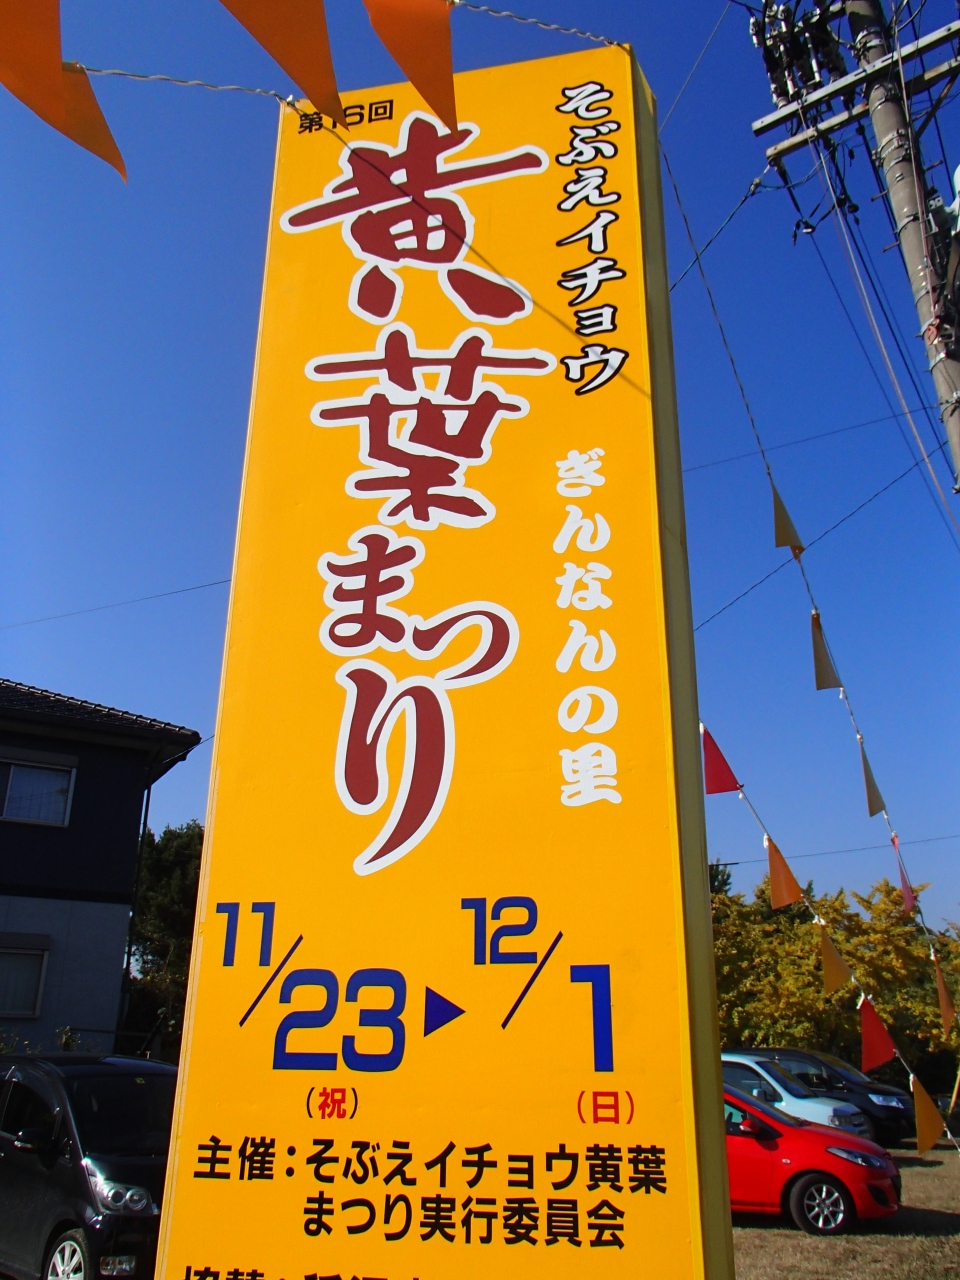 第16回
そぶえイチョウ
黄葉まつり
ぎんなんの里
11/23▶12/1
(祝) (日)
主催:そぶえイチョウ黄葉
まつり実行委員会
協賛: